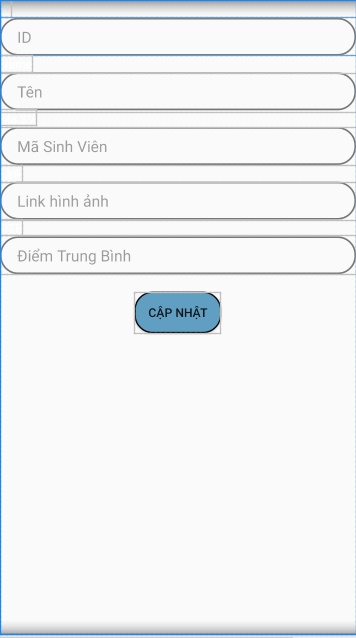 ID
Tên
Mã Sinh Viên
Link hình ảnh
Điểm Trung Bình
CẬP NHẬT